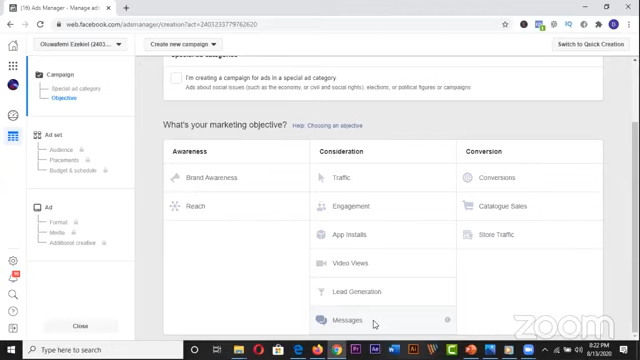 (16) Ads Manager - Manage ads
web.facebook.com/adsmanager/creation?act=2403233779762620
Oluwafemi Ezekiel (2403...
Create new campaign
Switch to Quick Creation
Campaign
Special ad category
Objective
Ad set
Audience
Placements
Budget & schedule
Ad
Format
Media
Additional creative
Close
Special ad categories
I'm creating a campaign for ads in a special ad category.
Ads about social issues (such as the economy, or civil and social rights), elections, or political figures or campaigns
What's your marketing objective? Help: Choosing an objective
Awareness
Consideration
Conversion
Brand Awareness
Traffic
Conversions
Reach
Engagement
Catalogue Sales
App Installs
Store Traffic
Video Views
Lead Generation
Messages
zoom
Type here to search
8:22 PM
8/13/2020